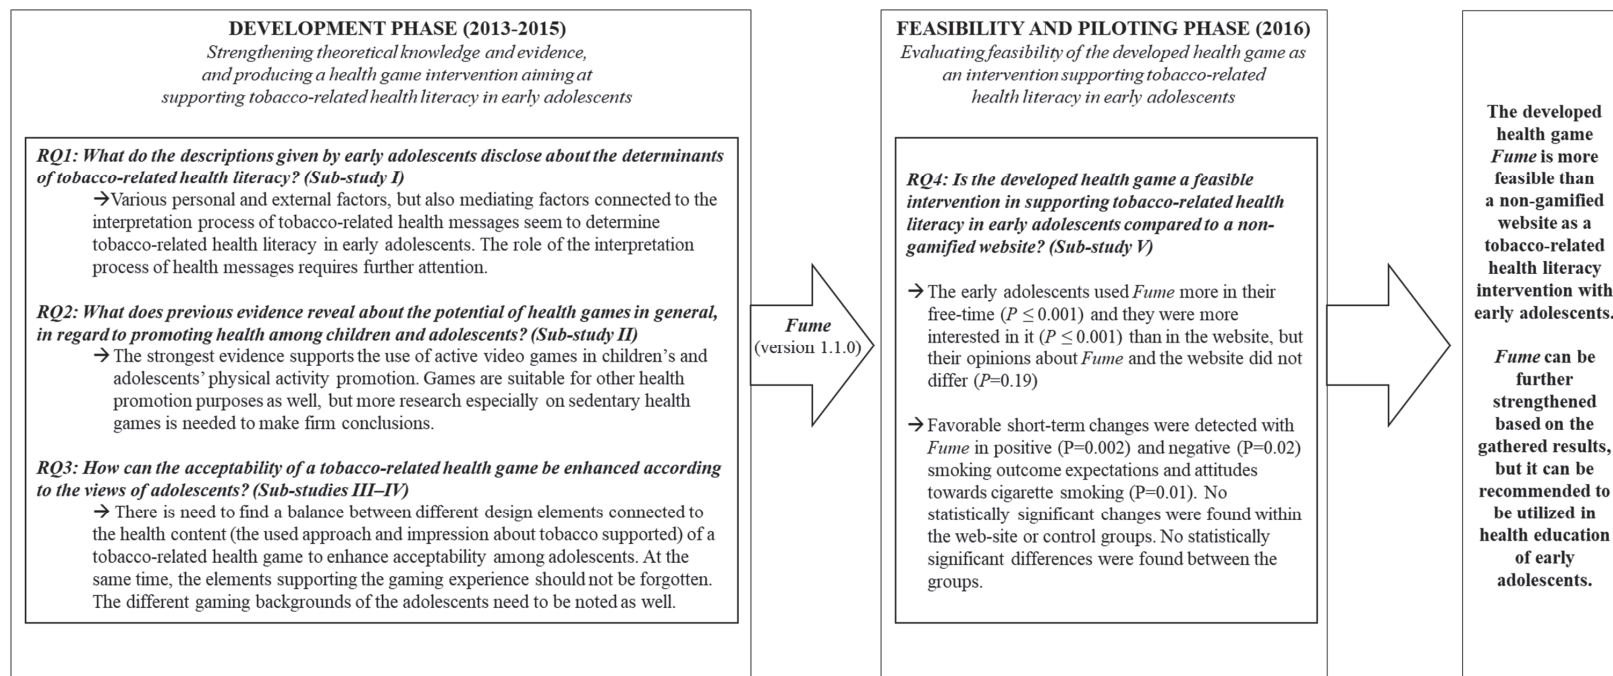 DEVELOPMENT PHASE (2013-2015)
Strengthening theoretical knowledge and evidence,
and producing a health game intervention aiming at
supporting tobacco-related health literacy in early adolescents
RQ1: What do the descriptions given by early adolescents disclose about the determinants
of tobacco-related health literacy? (Sub-study I)
→Various personal and external factors, but also mediating factors connected to the
interpretation process of tobacco-related health messages seem to determine
tobacco-related health literacy in early adolescents. The role of the interpretation
process of health messages requires further attention.
RQ2: What does previous evidence reveal about the potential of health games in general,
in regard to promoting health among children and adolescents? (Sub-study II)
→ The strongest evidence supports the use of active video games in children's and
adolescents' physical activity promotion. Games are suitable for other health
promotion purposes as well, but more research especially on sedentary health
games is needed to make firm conclusions.
RQ3: How can the acceptability of a tobacco-related health game be enhanced according
to the views of adolescents? (Sub-studies III–IV)
→ There is need to find a balance between different design elements connected to
the health content (the used approach and impression about tobacco supported) of a
tobacco-related health game to enhance acceptability among adolescents. At the
same time, the elements supporting the gaming experience should not be forgotten.
The different gaming backgrounds of the adolescents need to be noted as well.
Fume
(version 1.1.0)
FEASIBILITY AND PILOTING PHASE (2016)
Evaluating feasibility of the developed health game as
an intervention supporting tobacco-related
health literacy in early adolescents
RQ4: Is the developed health game a feasible
intervention in supporting tobacco-related health
literacy in early adolescents compared to a non-
gamified website? (Sub-study V)
→ The early adolescents used Fume more in their
free-time (P ≤ 0.001) and they were more
interested in it (P ≤ 0.001) than in the website, but
their opinions about Fume and the website did not
differ (P=0.19)
→ Favorable short-term changes were detected with
Fume in positive (P=0.002) and negative (P=0.02)
smoking outcome expectations and attitudes
towards cigarette smoking (P=0.01). No
statistically significant changes were found within
the web-site or control groups. No statistically
significant differences were found between the
groups.
The developed
health game
Fume is more
feasible than
a non-gamified
website as a
tobacco-related
health literacy
intervention with
early adolescents.
Fume can be
further
strengthened
based on the
gathered results,
but it can be
recommended to
be utilized in
health education
of early
adolescents.